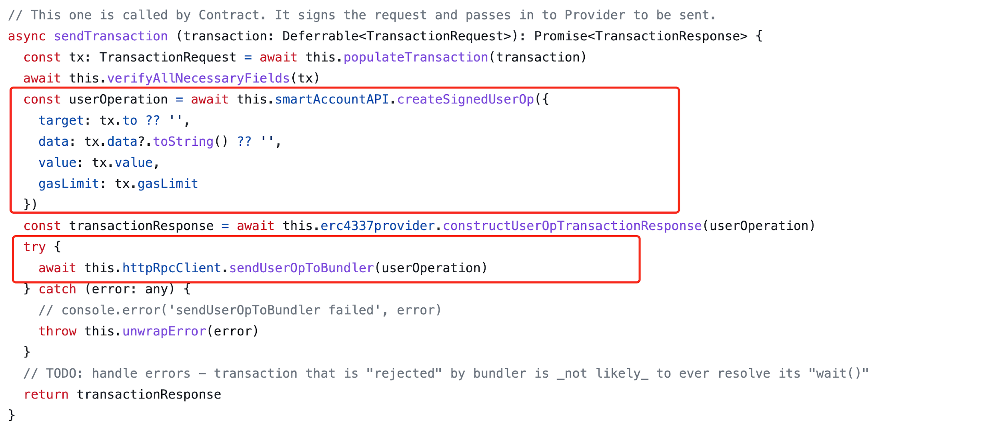 // This one is called by Contract. It signs the request and passes in to Provider to be sent.
async sendTransaction (transaction: Deferrable<TransactionRequest>): Promise<TransactionResponse> {
  const tx: TransactionRequest = await this.populateTransaction(transaction)
  await this.verifyAllNecessaryFields(tx)
  const userOperation = await this.smartAccountAPI.createSignedUserOp({
    target: tx.to ?? '',
    data: tx.data?.toString() ?? '',
    value: tx.value,
    gasLimit: tx.gasLimit
  })
  const transactionResponse = await this.erc4337provider.constructUserOpTransactionResponse(userOperation)
  try {
    await this.httpRpcClient.sendUserOpToBundler(userOperation)
  } catch (error: any) {
    // console.error('sendUserOpToBundler failed', error)
    throw this.unwrapError(error)
  }
  // TODO: handle errors — transaction that is "rejected" by bundler is _not likely_ to ever resolve its "wait()"
  return transactionResponse
}